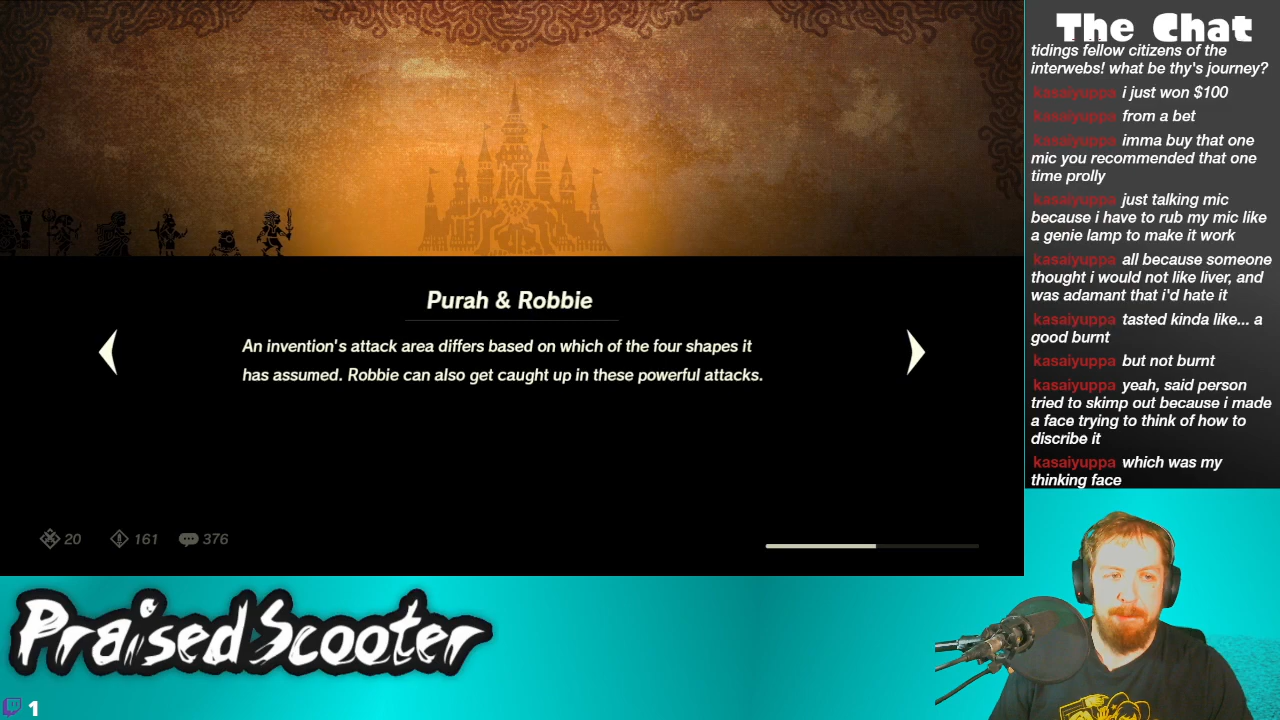 Purah & Robbie
An invention's attack area differs based on which of the four shapes it
has assumed. Robbie can also get caught up in these powerful attacks.
20 161 376
PraisedScooter
1
The Chat
tidings fellow citizens of the
interwebs! what be thy's journey?
kasaiyuppa i just won $100
kasaiyuppa from a bet
kasaiyuppa imma buy that one
mic you recommended that one
time prolly
kasaiyuppa just talking mic
because i have to rub my mic like
a genie lamp to make it work
kasaiyuppa all because someone
thought i would not like liver, and
was adamant that i'd hate it
kasaiyuppa tasted kinda like... a
good burnt
kasaiyuppa but not burnt
kasaiyuppa yeah, said person
tried to skimp out because i made
a face trying to think of how to
discribe it
kasaiyuppa which was my
thinking face